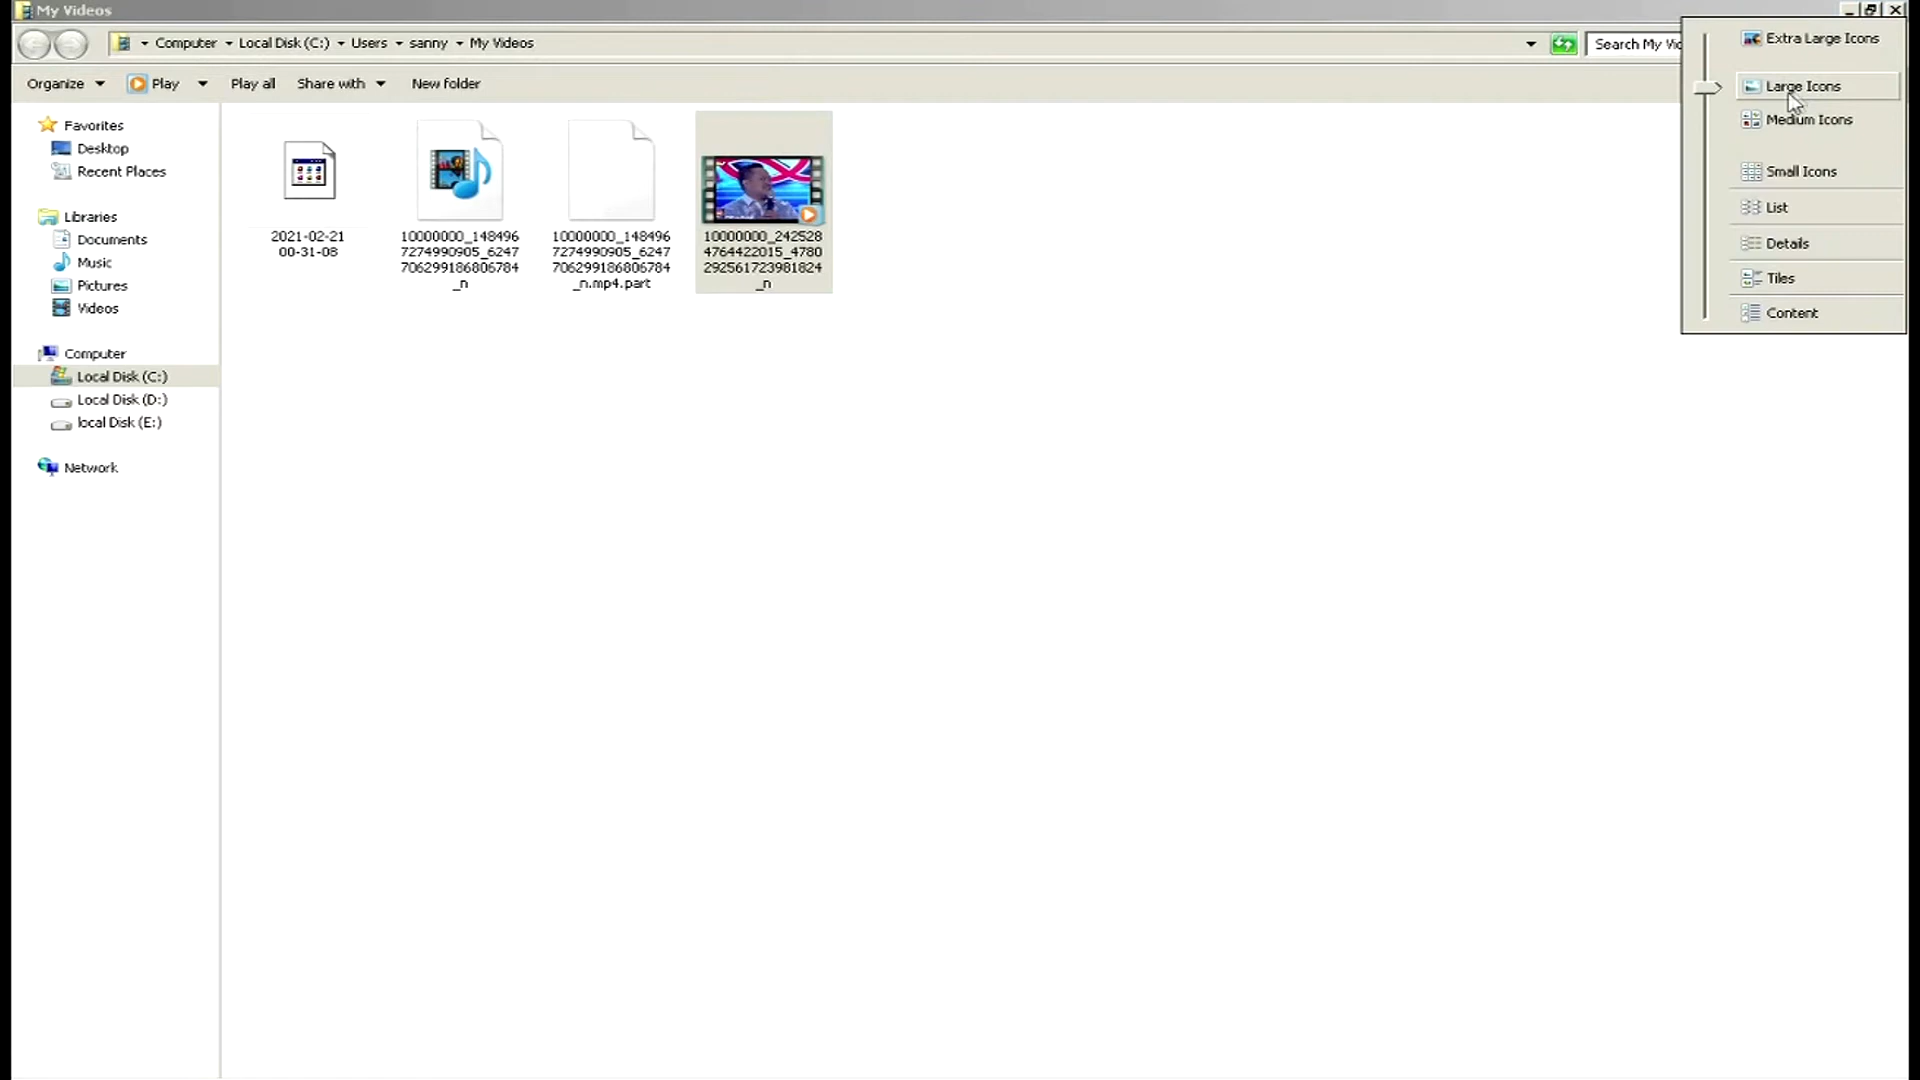 My Videos
Computer Local Disk (C:) Users sanny My Videos
Search My Vi
Organize Play Play all Share with New folder
Favorites
Desktop
Recent Places
Libraries
Documents
Music
Pictures
Videos
Computer
Local Disk (C:)
Local Disk (D:)
local Disk (E:)
Network
2021-02-21
00-31-08
10000000_148496
7274990905_6247
706299186806784
_n
10000000_148496
7274990905_6247
706299186806784
_n.mp4.part
10000000_242528
4764422015_4780
292561723981824
_n
Extra Large Icons
Large Icons
Medium Icons
Small Icons
List
Details
Tiles
Content